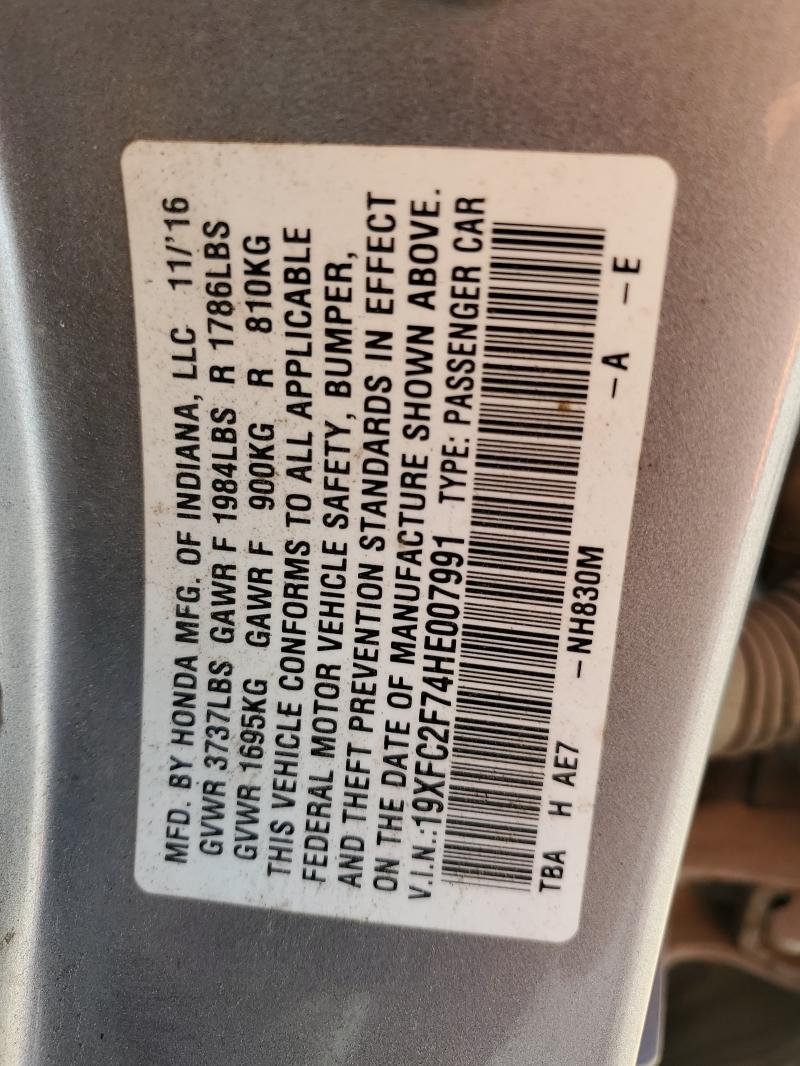 MFD. BY HONDA MFG. OF INDIANA, LLC 11/'16
GVWR 3737LBS GAWR F 1984LBS R 1786LBS
GVWR 1695KG GAWR F 900KG R 810KG
THIS VEHICLE CONFORMS TO ALL APPLICABLE
FEDERAL MOTOR VEHICLE SAFETY, BUMPER,
AND THEFT PREVENTION STANDARDS IN EFFECT
ON THE DATE OF MANUFACTURE SHOWN ABOVE.
V.I.N.:19XFC2F74HE007991 TYPE: PASSENGER CAR
TBA H AE7 -NH830M -A -E